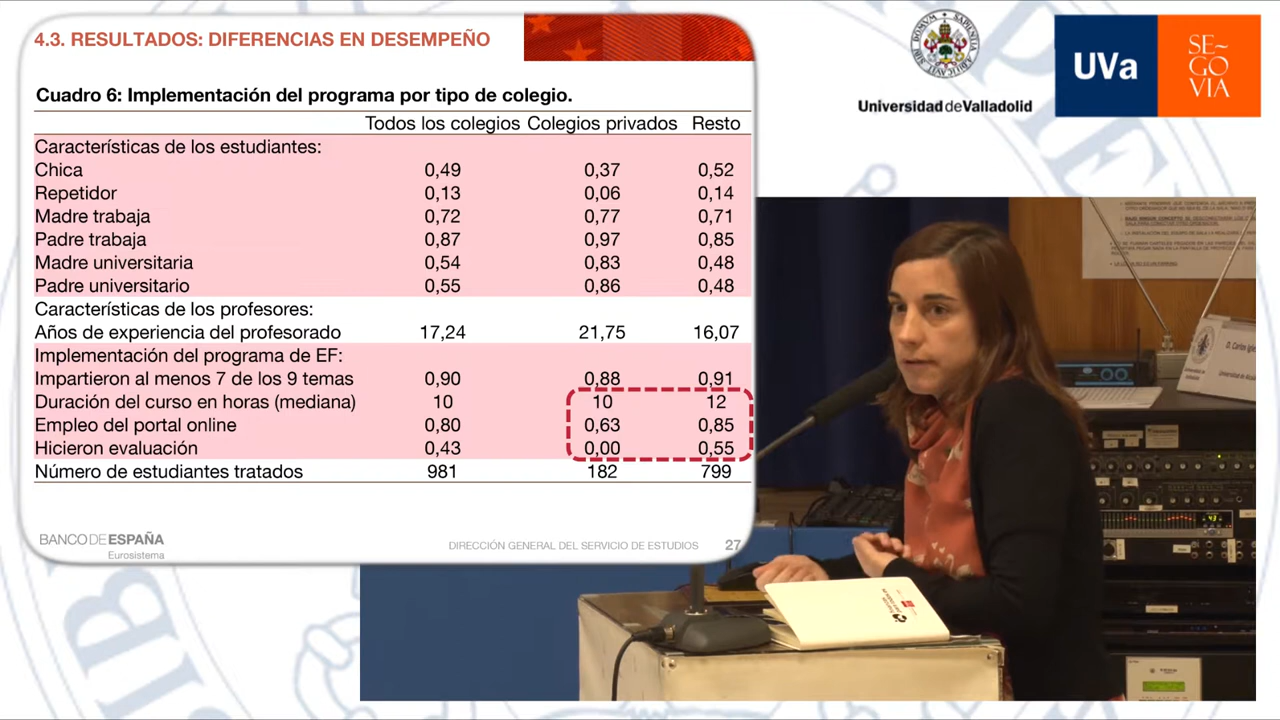 4.3. RESULTADOS: DIFERENCIAS EN DESEMPEÑO
Cuadro 6: Implementación del programa por tipo de colegio.
Todos los colegios Colegios privados Resto
Características de los estudiantes:
Chica 0,49 0,37 0,52
Repetidor 0,13 0,06 0,14
Madre trabaja 0,72 0,77 0,71
Padre trabaja 0,87 0,97 0,85
Madre universitaria 0,54 0,83 0,48
Padre universitario 0,55 0,86 0,48
Características de los profesores:
Años de experiencia del profesorado 17,24 21,75 16,07
Implementación del programa de EF:
Impartieron al menos 7 de los 9 temas 0,90 0,88 0,91
Duración del curso en horas (mediana) 10 10 12
Empleo del portal online 0,80 0,63 0,85
Hicieron evaluación 0,43 0,00 0,55
Número de estudiantes tratados 981 182 799
BANCO DE ESPAÑA
Eurosistema
DIRECCIÓN GENERAL DEL SERVICIO DE ESTUDIOS 27
Universidad de Valladolid
UVa
SE~
GO
VIA
D. Carlos